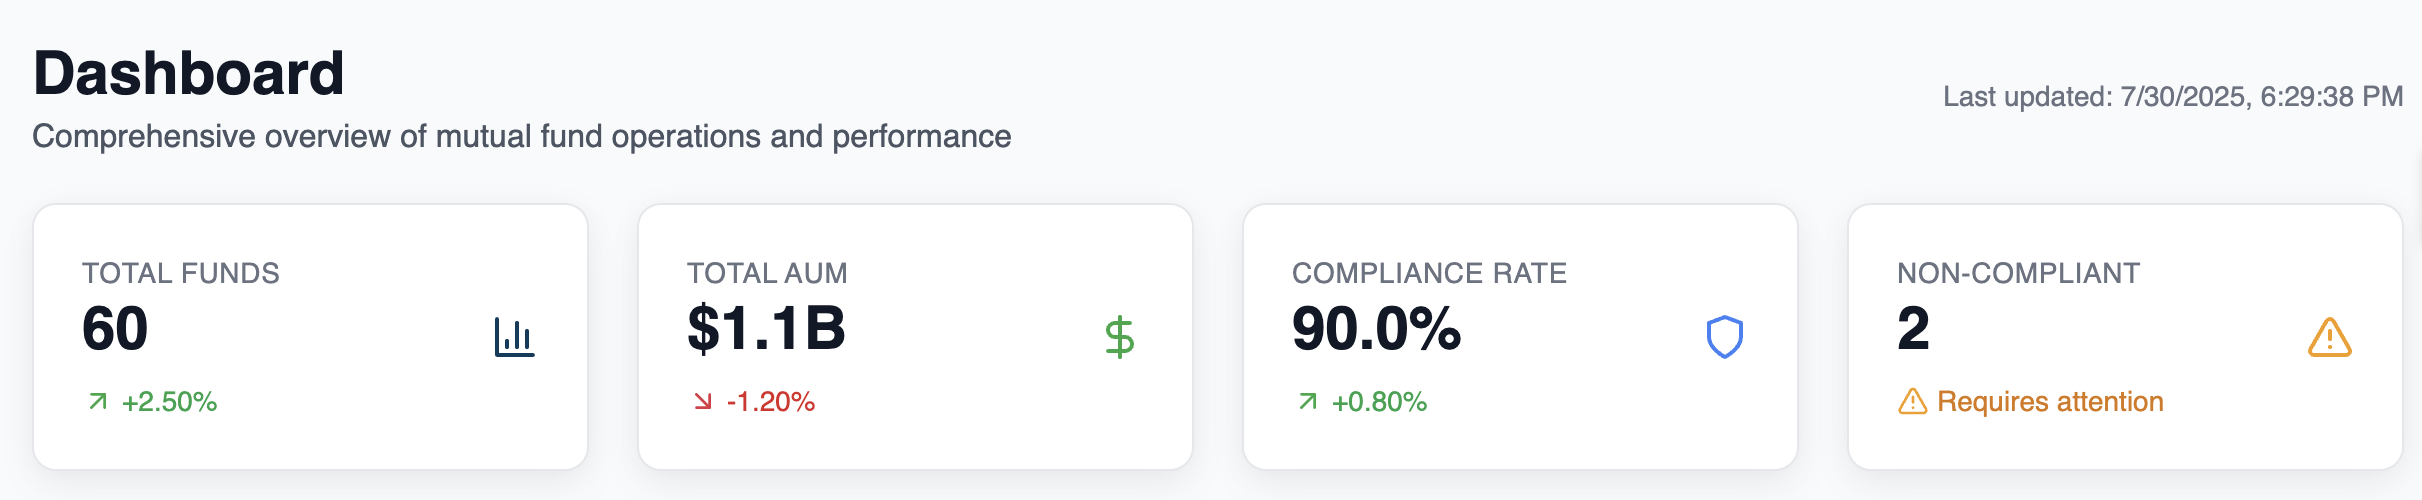 Dashboard
Comprehensive overview of mutual fund operations and performance
Last updated: 7/30/2025, 6:29:38 PM
TOTAL FUNDS
60
+2.50%
TOTAL AUM
$1.1B
-1.20%
COMPLIANCE RATE
90.0%
+0.80%
NON-COMPLIANT
2
Requires attention